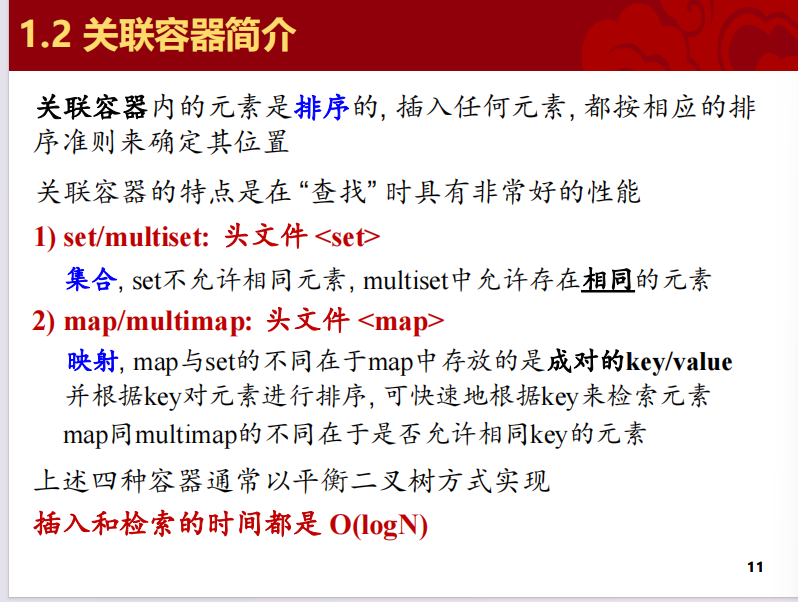 1.2 关联容器简介
关联容器内的元素是排序的, 插入任何元素, 都按相应的排
序准则来确定其位置
关联容器的特点是在 “查找” 时具有非常好的性能
1) set/multiset: 头文件 <set>
集合, set不允许相同元素, multiset中允许存在相同的元素
2) map/multimap: 头文件 <map>
映射, map与set的不同在于map中存放的是成对的key/value
并根据key对元素进行排序, 可快速地根据key来检索元素
map同multimap的不同在于是否允许相同key的元素
上述四种容器通常以平衡二叉树方式实现
插入和检索的时间都是 O(logN)
11